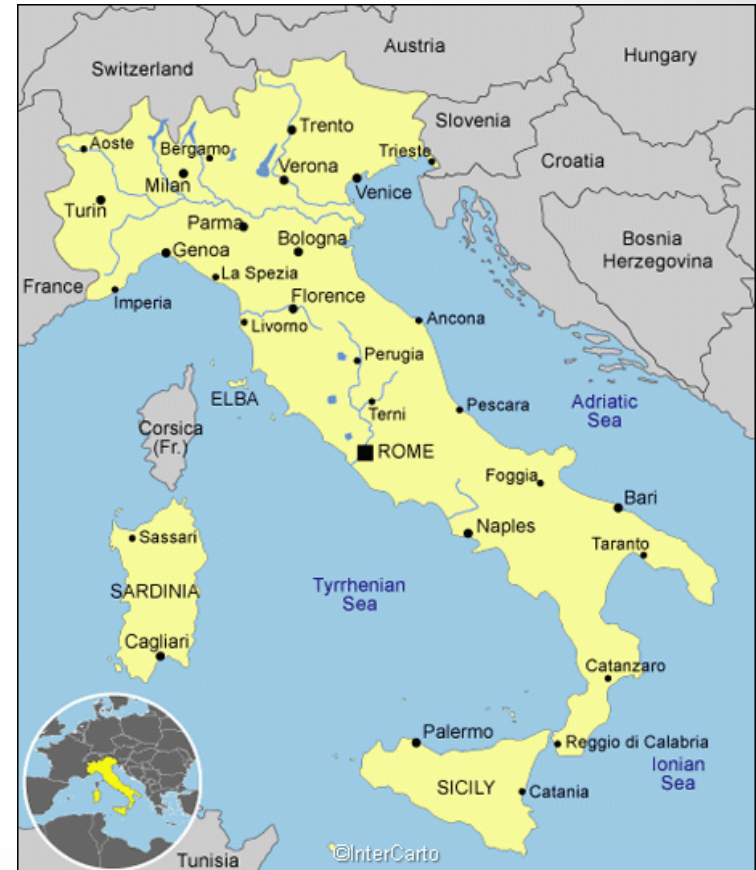 Austria
Hungary
Switzerland
Slovenia
Croatia
Trento
Aoste
Bergamo
Trieste
Verona
Milan
Venice
Turin
Parma
Bologna
Genoa
Bosnia
Herzegovina
La Spezia
France
Imperia
Florence
Livorno
Ancona
Perugia
ELBA
Terni
Pescara
Adriatic
Sea
Corsica
(Fr.)
ROME
Foggia
Bari
Naples
Sassari
Taranto
SARDINIA
Tyrrhenian
Sea
Cagliari
Catanzaro
Palermo
Reggio di Calabria
Ionian
Sea
SICILY
Catania
Tunisia
©InterCarto